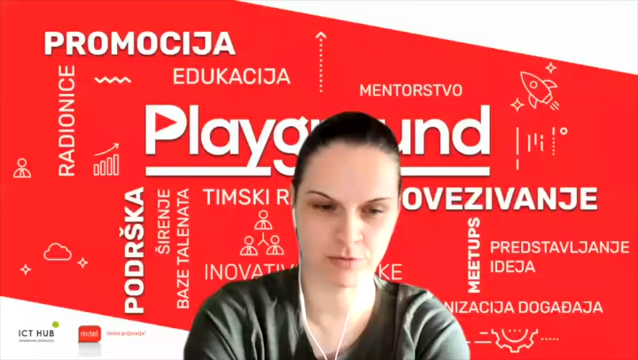 PROMOCIJA
EDUKACIJA
MENTORSTVO
RADIONICE
Playground
PODRŠKA
ŠIRENJE
BAZE TALENATA
TIMSKI
OVEZIVANJE
INOVATIV
KE
MEETUPS
PREDSTAVLJANJE
IDEJA
NIZACIJA DOGAĐAJA
ICT HUB
m:tel